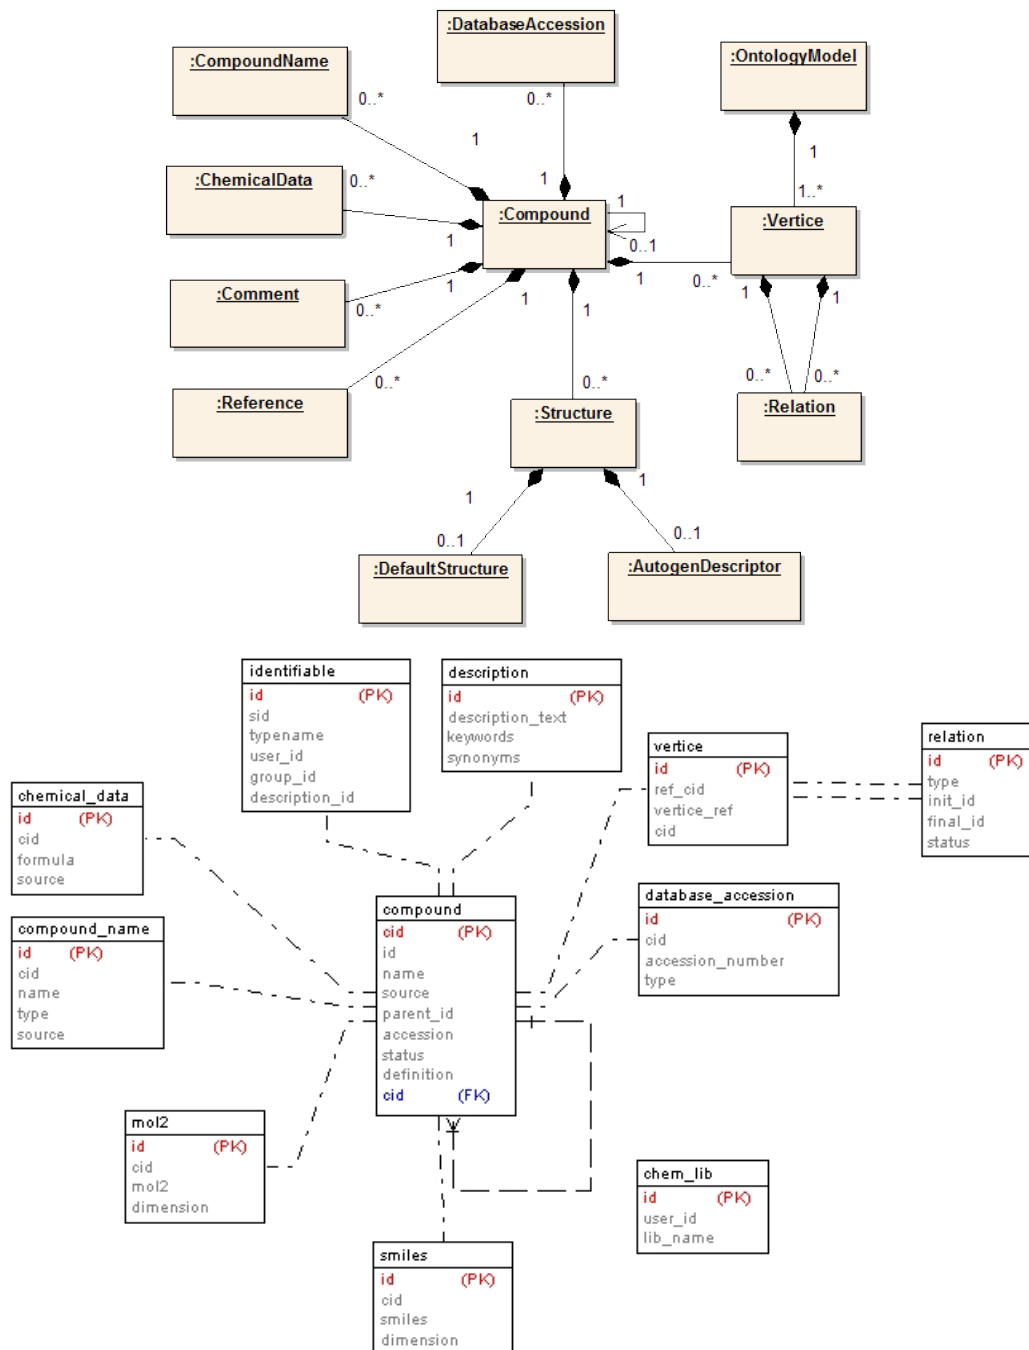 :DatabaseAccession
:CompoundName
:OntologyModel
0..*
0..*
1
1
:ChemicalData
0..*
1
1..*
:Compound
1
:Vertice
1
0..1
:Comment
1
1
1
0..*
1
1
0..*
1
:Reference
0..*
0..*
0..*
0..*
:Structure
:Relation
1
1
0..1
0..1
:DefaultStructure
:AutogenDescriptor
identifiable
id (PK)
sid
typename
user_id
group_id
description_id
description
id (PK)
description_text
keywords
synonyms
vertice
id (PK)
ref_cid
vertice_ref
cid
relation
id (PK)
type
init_id
final_id
status
chemical_data
id (PK)
cid
formula
source
compound_name
id (PK)
cid
name
type
source
compound
cid (PK)
id
name
source
parent_id
accession
status
definition
cid (FK)
database_accession
id (PK)
cid
accession_number
type
mol2
id (PK)
cid
mol2
dimension
chem_lib
id (PK)
user_id
lib_name
smiles
id (PK)
cid
smiles
dimension